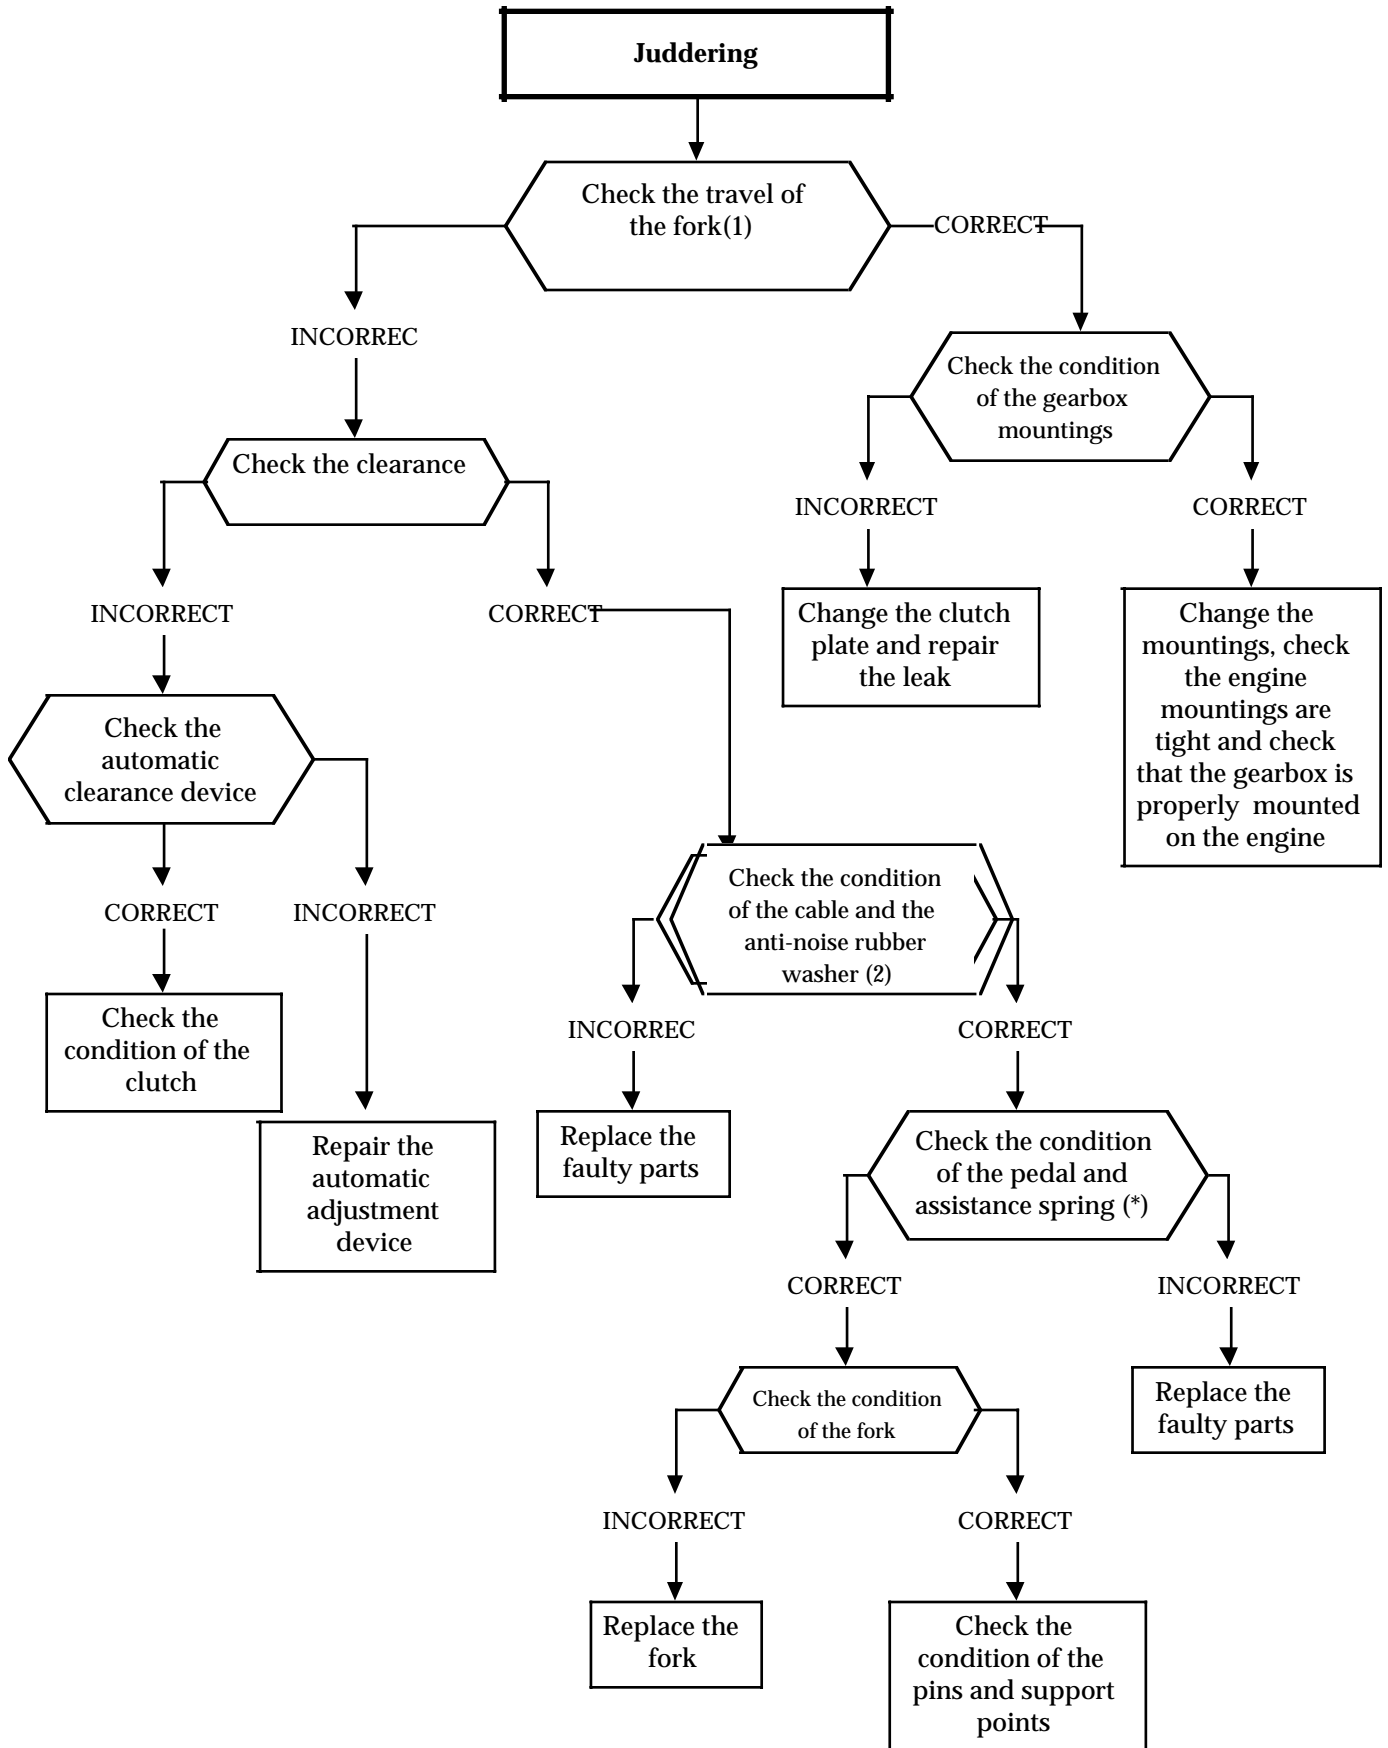 Juddering
Check the travel of
the fork(1)
CORRECT
INCORREC
Check the condition
of the gearbox
mountings
Check the clearance
INCORRECT
CORRECT
INCORRECT
CORRECT
Change the clutch
plate and repair
the leak
Change the
mountings, check
the engine
mountings are
tight and check
that the gearbox is
properly mounted
on the engine
Check the
automatic
clearance device
CORRECT
INCORRECT
Check the condition
of the cable and the
anti-noise rubber
washer (2)
Check the
condition of the
clutch
INCORREC
CORRECT
Repair the
automatic
adjustment
device
Replace the
faulty parts
Check the condition
of the pedal and
assistance spring (*)
CORRECT
INCORRECT
Check the condition
of the fork
Replace the
faulty parts
INCORRECT
CORRECT
Replace the
fork
Check the
condition of the
pins and support
points